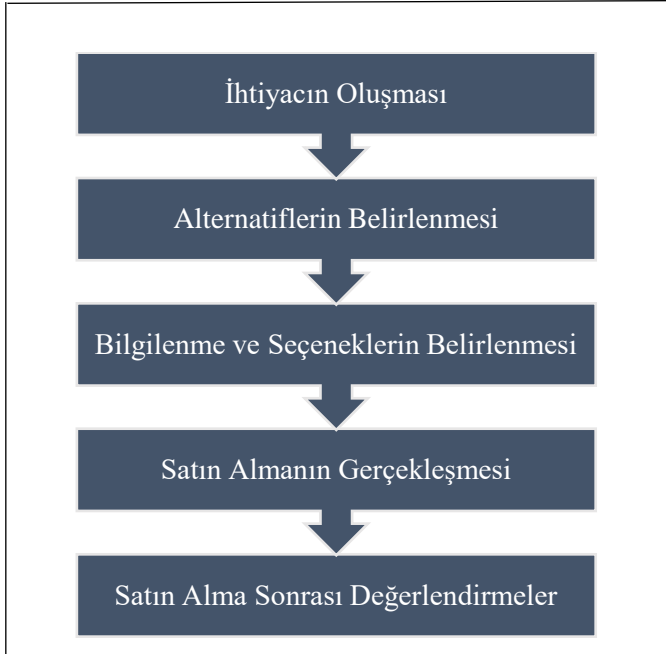 İhtiyacın Oluşması
Alternatiflerin Belirlenmesi
Bilgilenme ve Seçeneklerin Belirlenmesi
Satın Almanın Gerçekleşmesi
Satın Alma Sonrası Değerlendirmeler